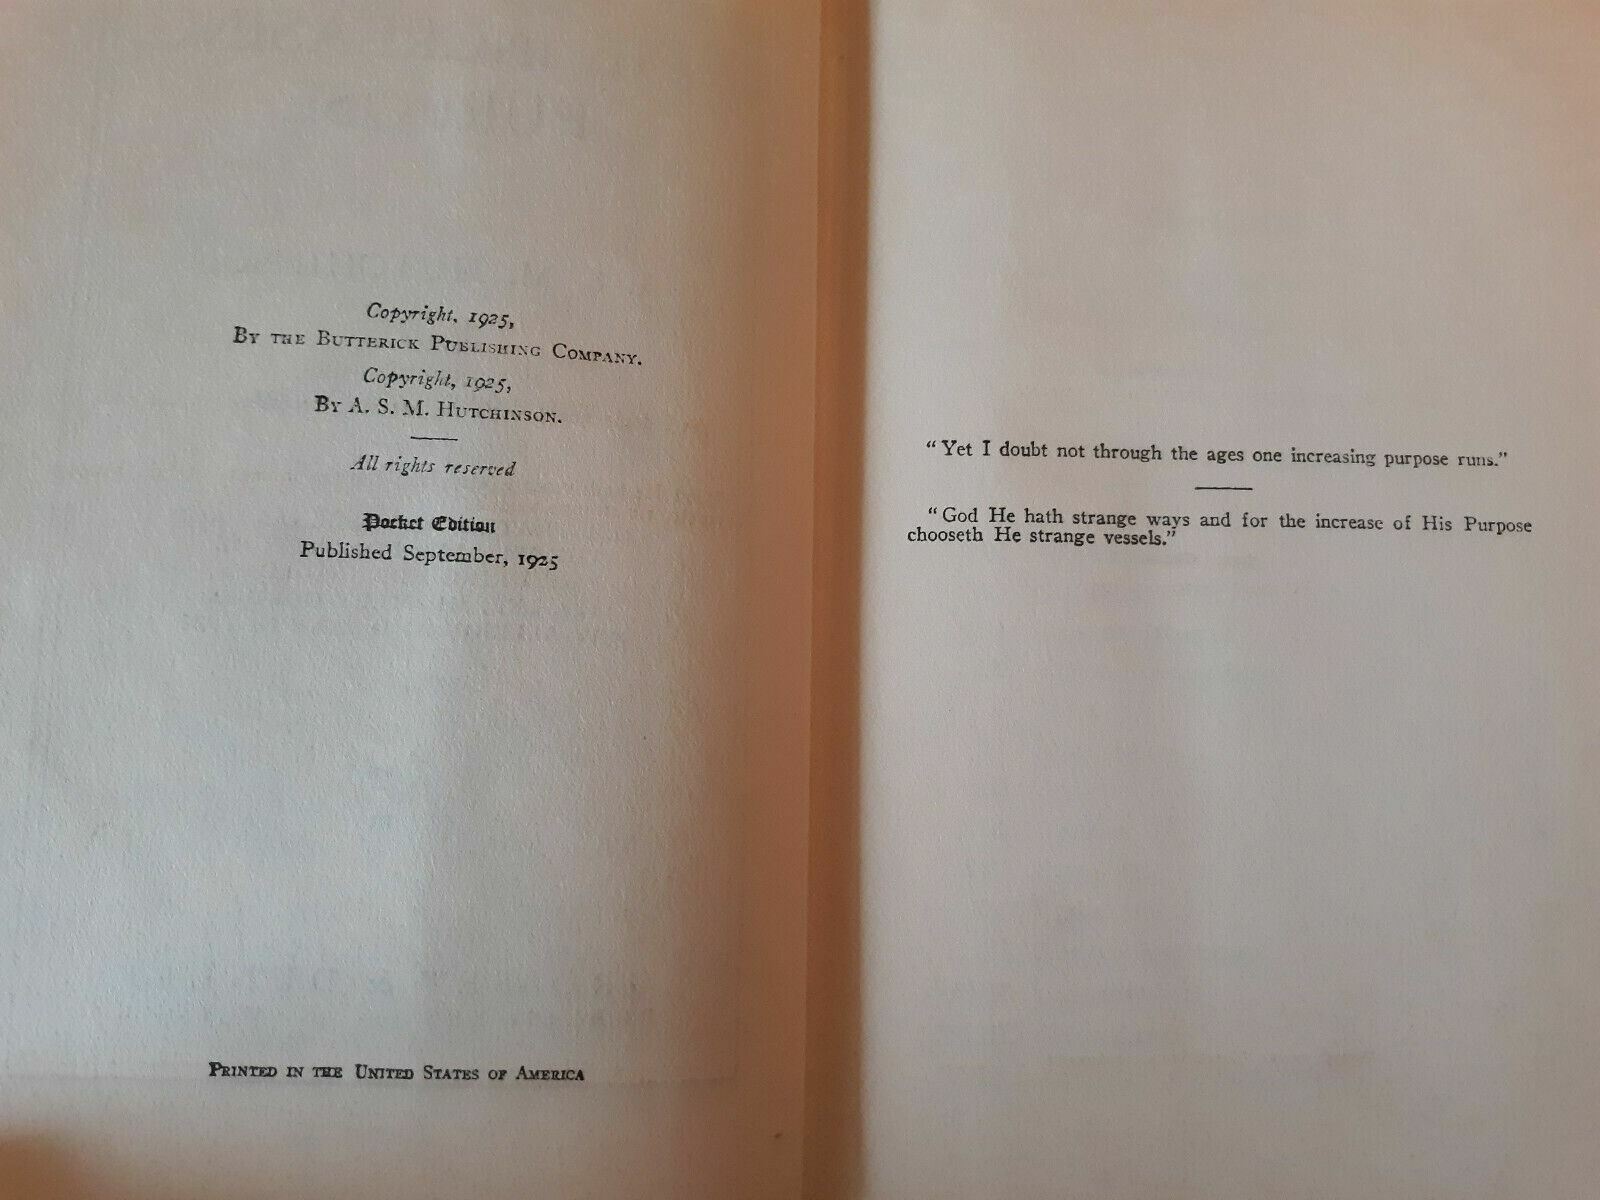 Copyright, 1925,
By the Butterick Publishing Company.
Copyright, 1925,
By A. S. M. Hutchinson.
All rights reserved
Pocket Edition
Published September, 1925
Printed in the United States of America
"Yet I doubt not through the ages one increasing purpose runs."
"God He hath strange ways and for the increase of His Purpose
chooseth He strange vessels."